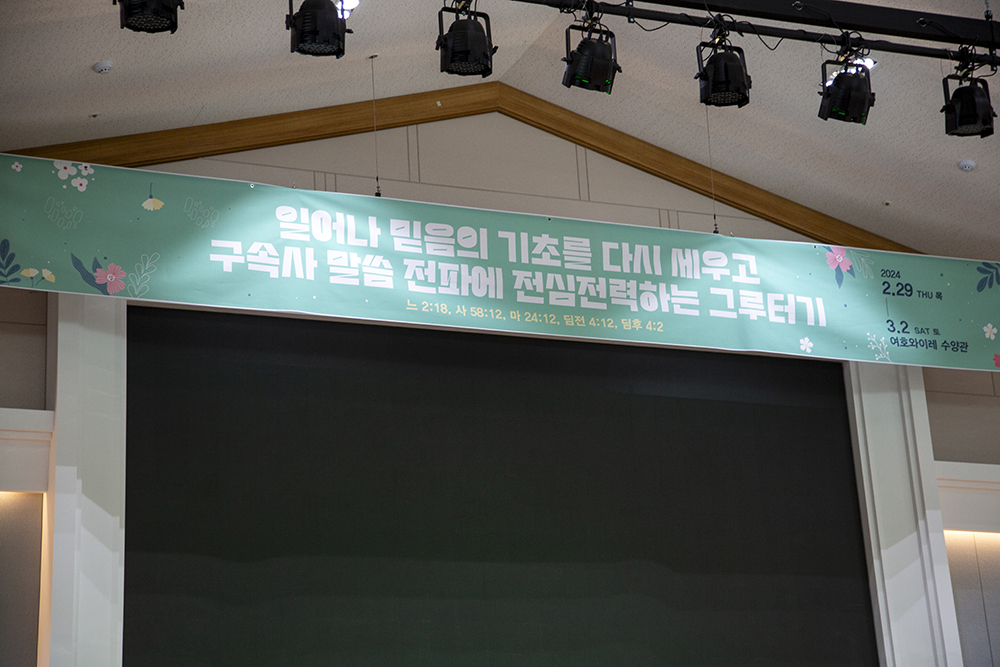 일어나 믿음의 기초를 다시 세우고
구속사 말씀 전파에 전심전력하는 그루터기
느 2:18, 사 58:12, 마 24:12, 딤전 4:12, 딤후 4:2
2024
2.29 THU 목
3.2 SAT 토
여호와이레 수양관